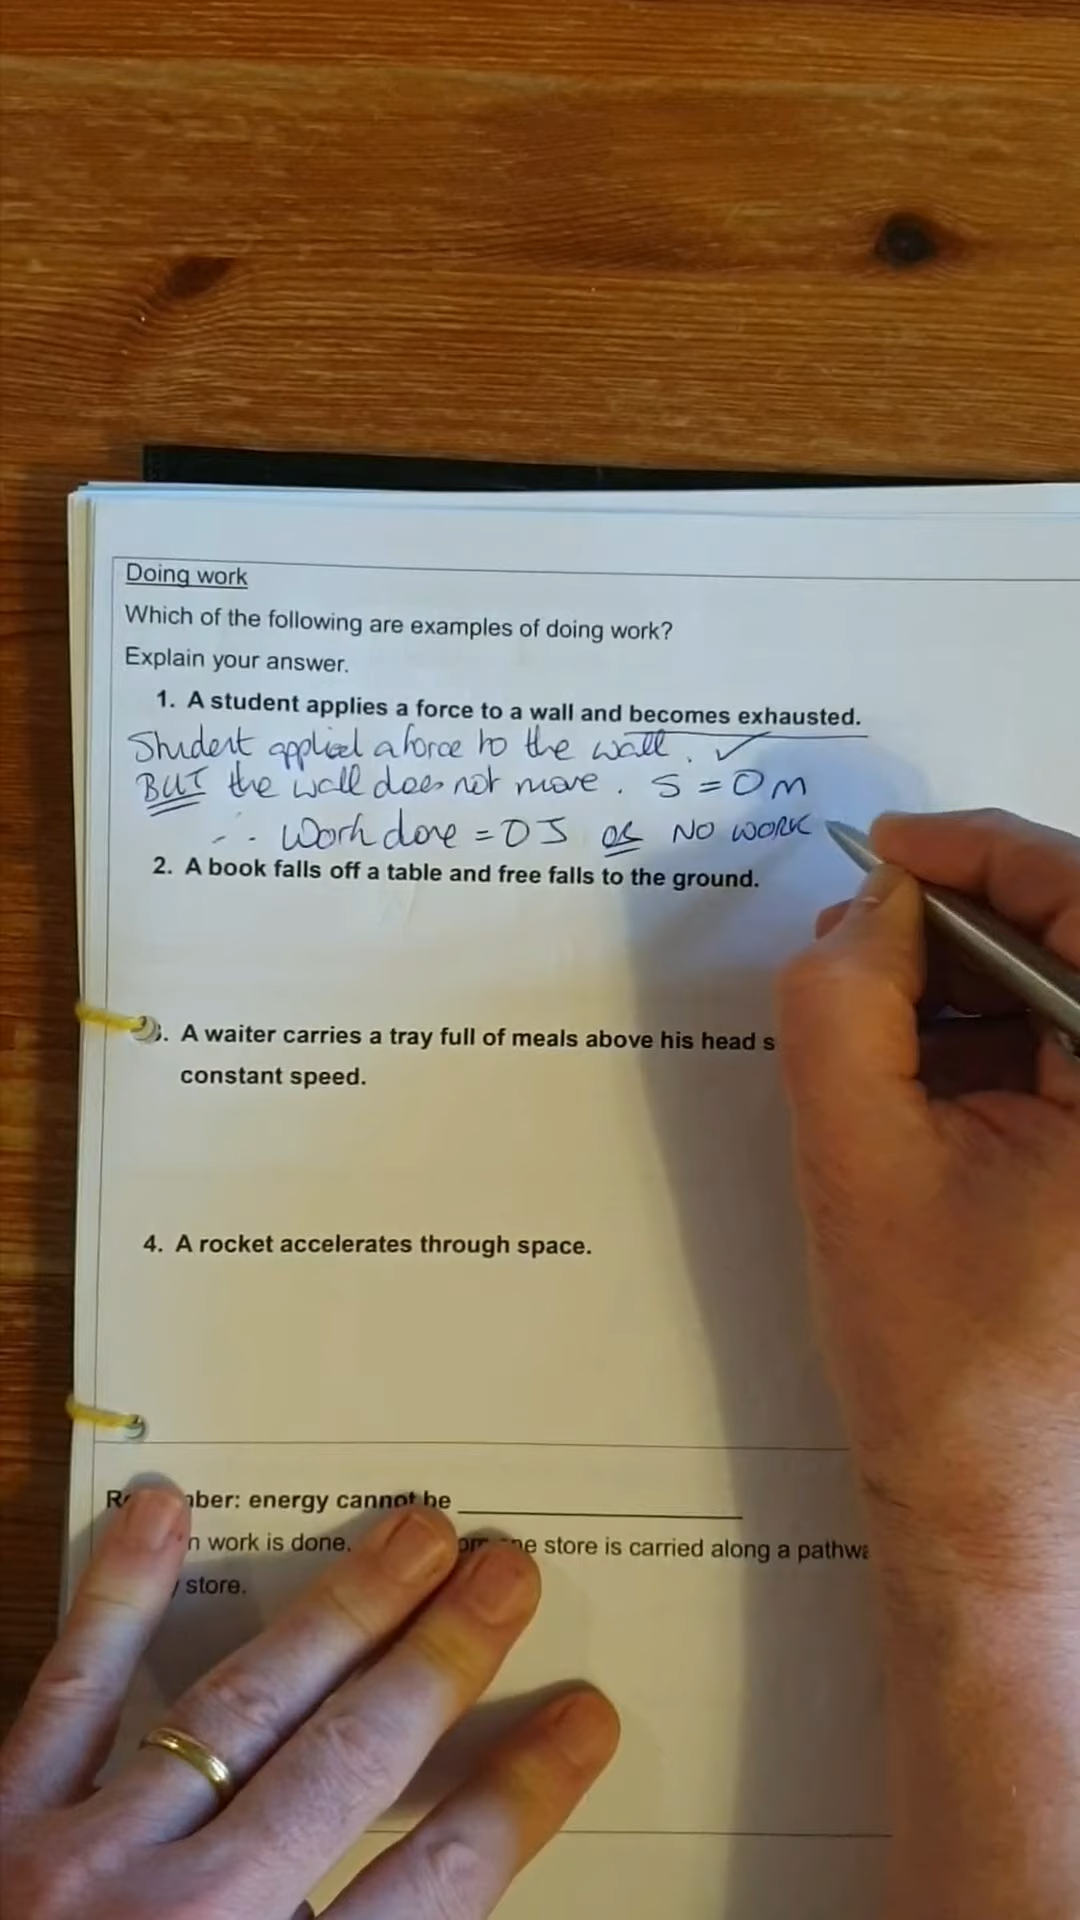 Doing work
Which of the following are examples of doing work?
Explain your answer.
1. A student applies a force to a wall and becomes exhausted.
Student applied a force to the wall. ✓
BUT the wall does not move. S = 0 m
∴ Work done = 0 J OR NO WORK
2. A book falls off a table and free falls to the ground.
3. A waiter carries a tray full of meals above his head s
constant speed.
4. A rocket accelerates through space.
energy cannot be
work is done. store is carried along a
store.